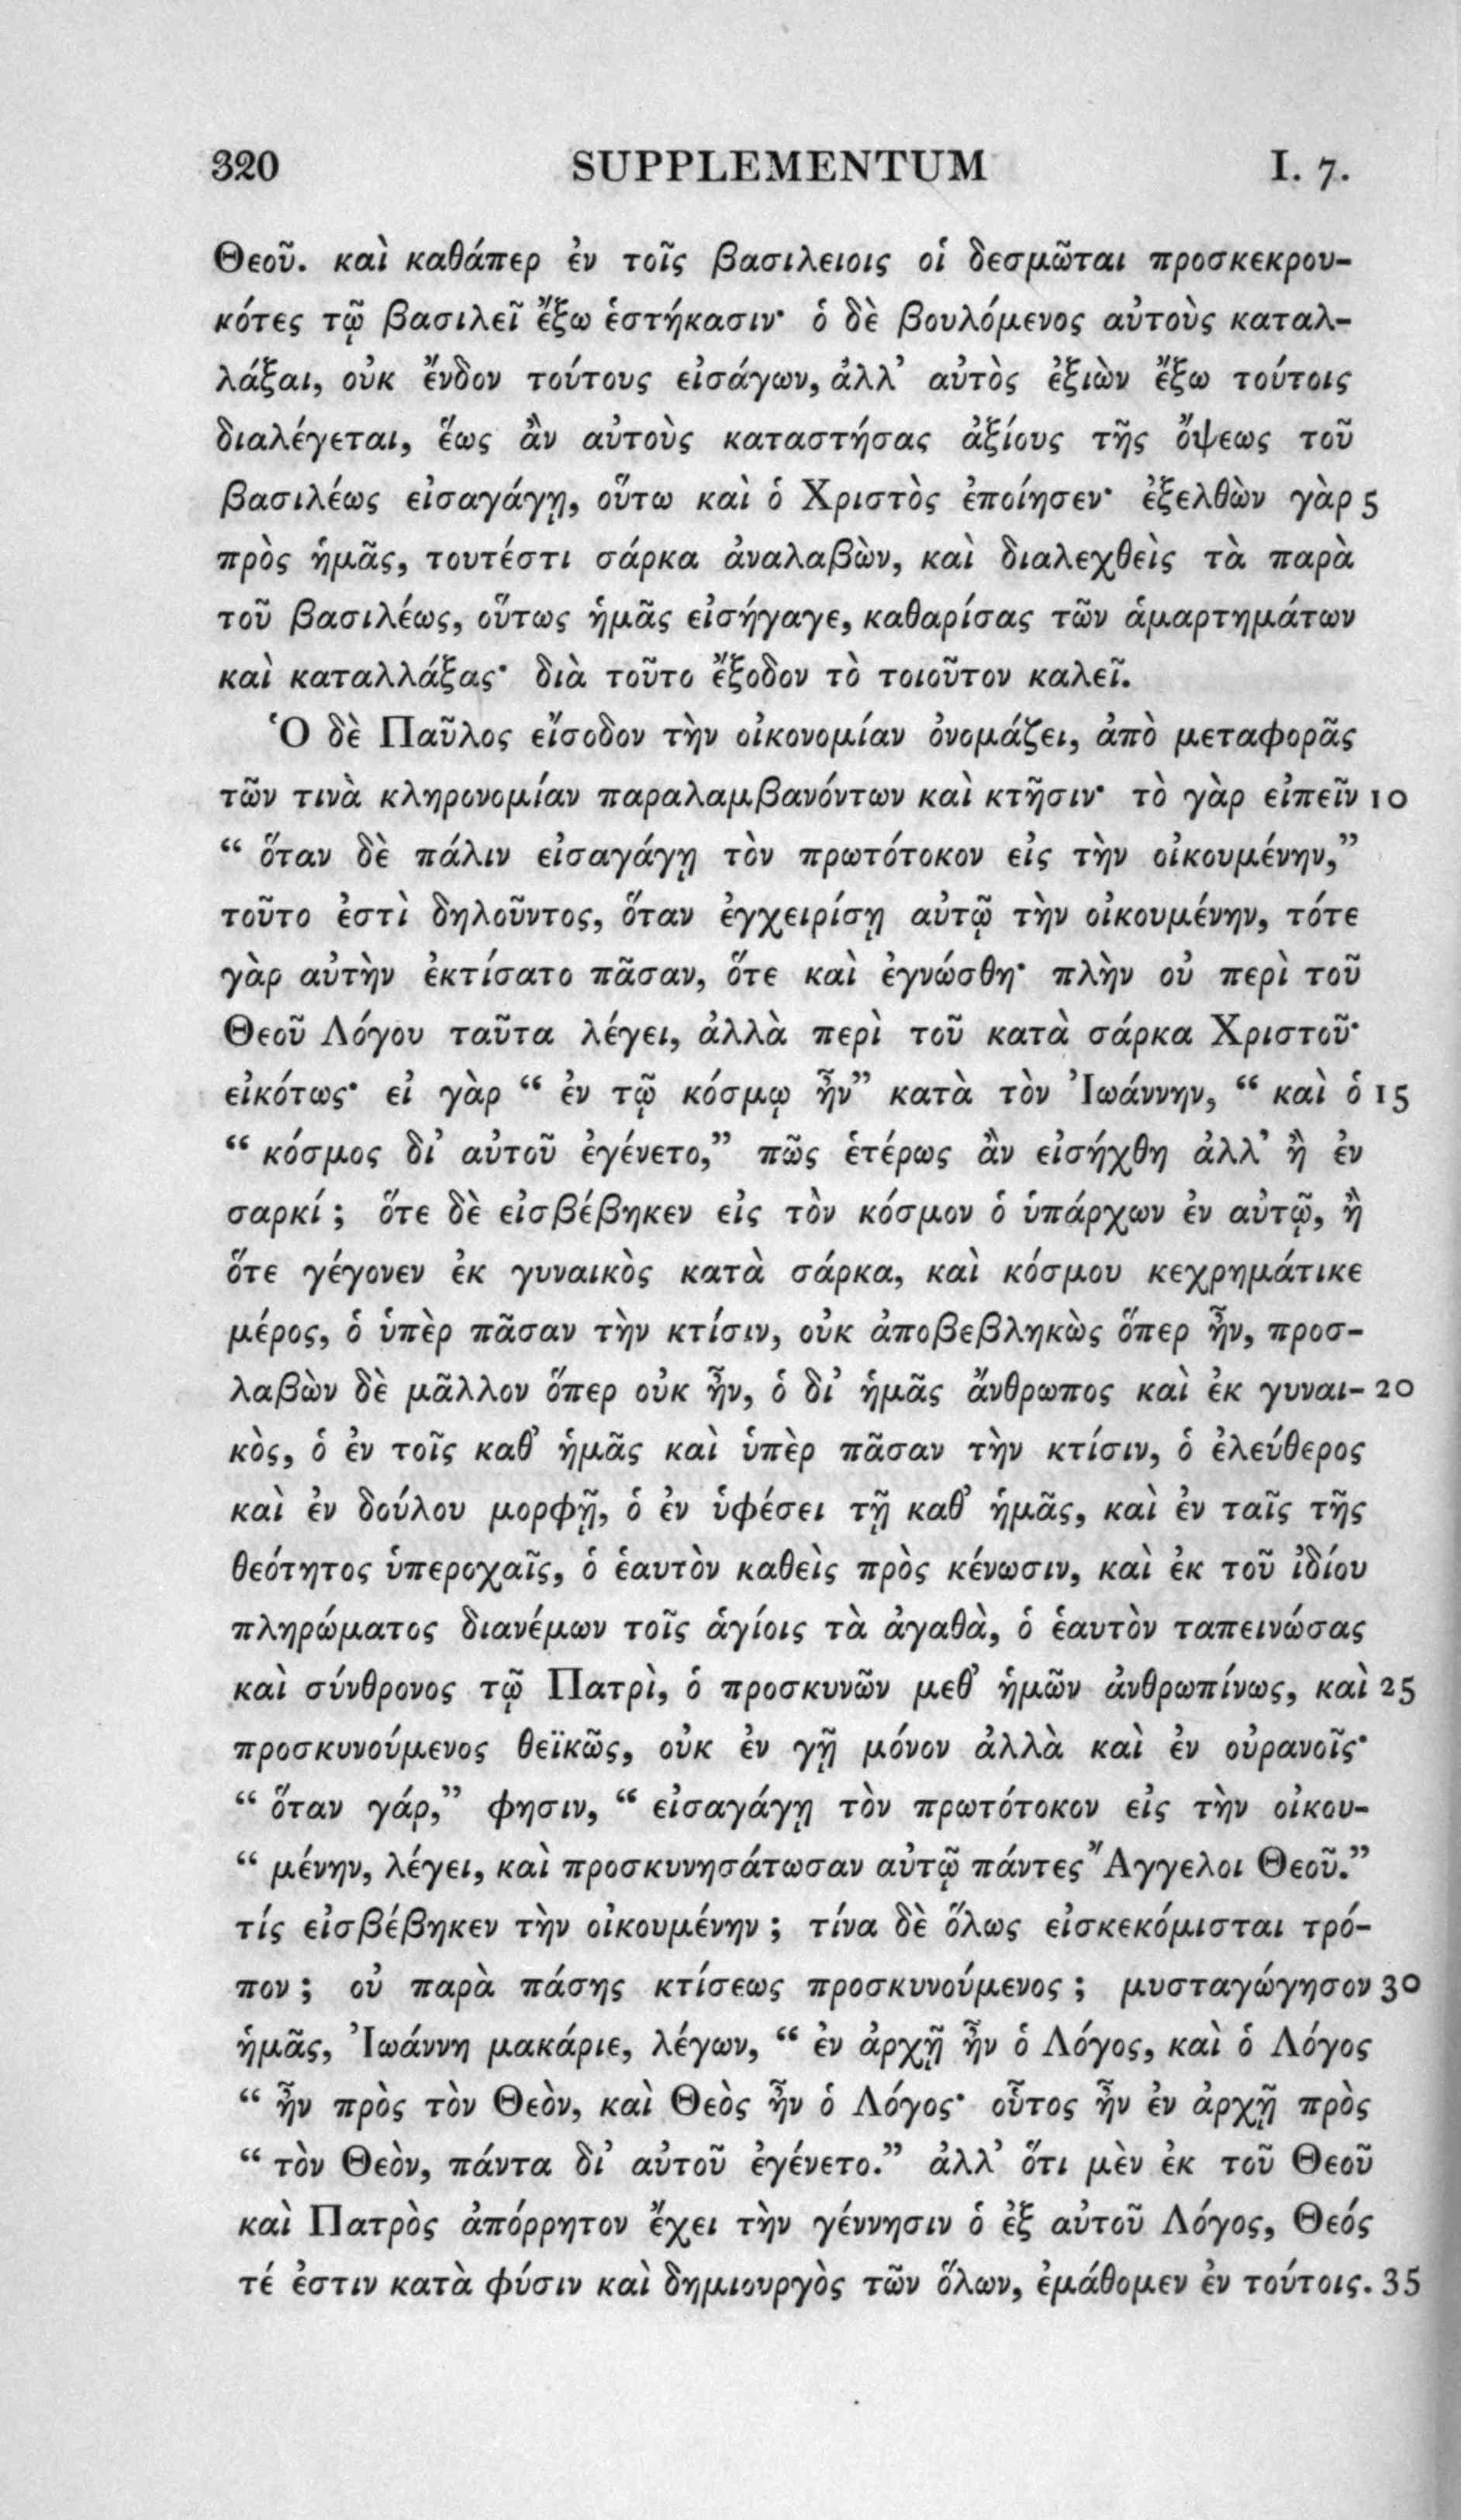 320 SUPPLEMENTUM I. 7.
Θεοῦ. καὶ καθάπερ ἐν τοῖς βασιλειοις οἱ δεσμῶται προσκεκρου-
κότες τῷ βασιλεῖ ἔξω ἑστήκασιν· ὁ δὲ βουλόμενος αὐτοὺς καταλ-
λάξαι, οὐκ ἔνδον τούτους εἰσάγων, ἀλλ’ αὐτὸς ἐξιὼν ἔξω τούτοις
διαλέγεται, ἕως ἂν αὐτοὺς καταστήσας ἀξίους τῆς ὄψεως τοῦ
βασιλέως εἰσαγάγῃ, οὕτω καὶ ὁ Χριστὸς ἐποίησεν· ἐξελθὼν γὰρ 5
πρὸς ἡμᾶς, τουτέστι σάρκα ἀναλαβὼν, καὶ διαλεχθεὶς τὰ παρὰ
τοῦ βασιλέως, οὕτως ἡμᾶς εἰσήγαγε, καθαρίσας τῶν ἁμαρτημάτων
καὶ καταλλάξας· διὰ τοῦτο ἔξοδον τὸ τοιοῦτον καλεῖ.
Ὁ δὲ Παῦλος εἴσοδον τὴν οἰκονομίαν ὀνομάζει, ἀπὸ μεταφορᾶς
τῶν τινὰ κληρονομίαν παραλαμβανόντων καὶ κτῆσιν· τὸ γὰρ εἰπεῖν 10
“ ὅταν δὲ πάλιν εἰσαγάγῃ τὸν πρωτότοκον εἰς τὴν οἰκουμένην,”
τοῦτο ἐστὶ δηλοῦντος, ὅταν ἐγχειρίσῃ αὐτῷ τὴν οἰκουμένην, τότε
γὰρ αὐτὴν ἐκτίσατο πᾶσαν, ὅτε καὶ ἐγνώσθη· πλὴν οὐ περὶ τοῦ
Θεοῦ Λόγου ταῦτα λέγει, ἀλλὰ περὶ τοῦ κατὰ σάρκα Χριστοῦ·
εἰκότως· εἰ γὰρ “ ἐν τῷ κόσμῳ ἦν” κατὰ τὸν Ἰωάννην, “ καὶ ὁ 15
“ κόσμος δι’ αὐτοῦ ἐγένετο,” πῶς ἑτέρως ἂν εἰσήχθη ἀλλ’ ἢ ἐν
σαρκί ; ὅτε δὲ εἰσβέβηκεν εἰς τὸν κόσμον ὁ ὑπάρχων ἐν αὐτῷ, ἢ
ὅτε γέγονεν ἐκ γυναικὸς κατὰ σάρκα, καὶ κόσμου κεχρημάτικε
μέρος, ὁ ὑπὲρ πᾶσαν τὴν κτίσιν, οὐκ ἀποβεβληκὼς ὅπερ ἦν, προσ-
λαβὼν δὲ μᾶλλον ὅπερ οὐκ ἦν, ὁ δι’ ἡμᾶς ἄνθρωπος καὶ ἐκ γυναι- 20
κὸς, ὁ ἐν τοῖς καθ’ ἡμᾶς καὶ ὑπὲρ πᾶσαν τὴν κτίσιν, ὁ ἐλεύθερος
καὶ ἐν δούλου μορφῇ, ὁ ἐν ὑφέσει τῇ καθ’ ἡμᾶς, καὶ ἐν ταῖς τῆς
θεότητος ὑπεροχαῖς, ὁ ἑαυτὸν καθεὶς πρὸς κένωσιν, καὶ ἐκ τοῦ ἰδίου
πληρώματος διανέμων τοῖς ἁγίοις τὰ ἀγαθὰ, ὁ ἑαυτὸν ταπεινώσας
καὶ σύνθρονος τῷ Πατρὶ, ὁ προσκυνῶν μεθ’ ἡμῶν ἀνθρωπίνως, καὶ 25
προσκυνούμενος θεϊκῶς, οὐκ ἐν γῇ μόνον ἀλλὰ καὶ ἐν οὐρανοῖς·
“ ὅταν γάρ,” φησιν, “ εἰσαγάγῃ τὸν πρωτότοκον εἰς τὴν οἰκου-
“ μένην, λέγει, καὶ προσκυνησάτωσαν αὐτῷ πάντες Ἄγγελοι Θεοῦ.”
τίς εἰσβέβηκεν τὴν οἰκουμένην ; τίνα δὲ ὅλως εἰσκεκόμισται τρό-
πον ; οὐ παρὰ πάσης κτίσεως προσκυνούμενος ; μυσταγώγησον 30
ἡμᾶς, Ἰωάννη μακάριε, λέγων, “ ἐν ἀρχῇ ἦν ὁ Λόγος, καὶ ὁ Λόγος
“ ἦν πρὸς τὸν Θεὸν, καὶ Θεὸς ἦν ὁ Λόγος· οὗτος ἦν ἐν ἀρχῇ πρὸς
“ τὸν Θεὸν, πάντα δι’ αὐτοῦ ἐγένετο.” ἀλλ’ ὅτι μὲν ἐκ τοῦ Θεοῦ
καὶ Πατρὸς ἀπόρρητον ἔχει τὴν γέννησιν ὁ ἐξ αὐτοῦ Λόγος, Θεός
τέ ἐστιν κατὰ φύσιν καὶ δημιουργὸς τῶν ὅλων, ἐμάθομεν ἐν τούτοις. 35